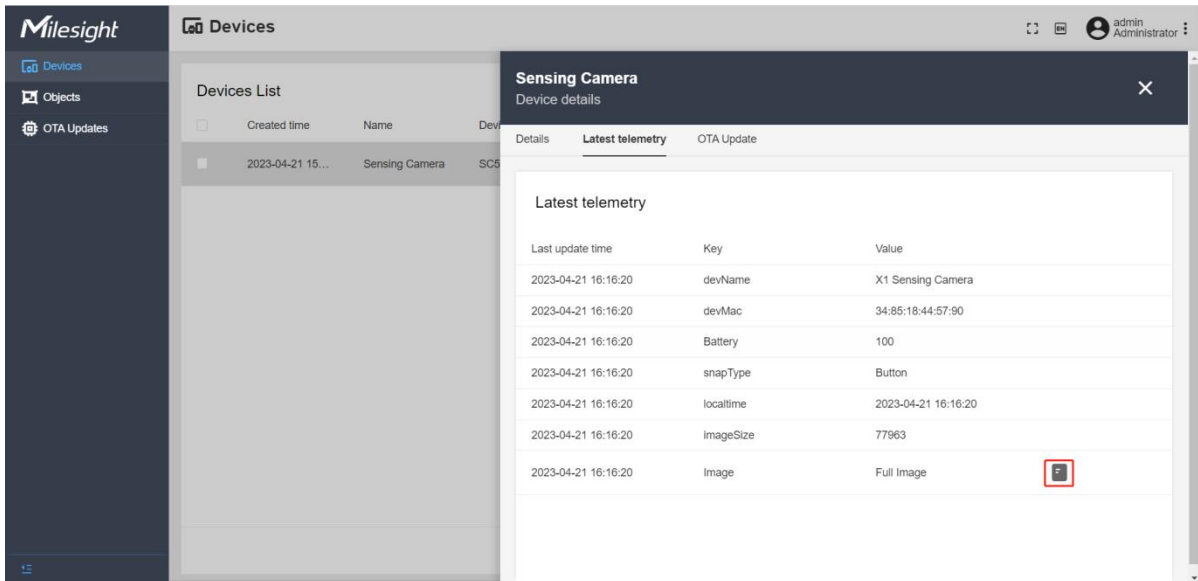 Milesight
Devices
EN
admin
Administrator
Devices
Objects
OTA Updates
Devices List
Created time Name Devi
2023-04-21 15... Sensing Camera SC5
Sensing Camera
Device details
Details Latest telemetry OTA Update
Latest telemetry
Last update time Key Value
2023-04-21 16:16:20 devName X1 Sensing Camera
2023-04-21 16:16:20 devMac 34:85:18:44:57:90
2023-04-21 16:16:20 Battery 100
2023-04-21 16:16:20 snapType Button
2023-04-21 16:16:20 localtime 2023-04-21 16:16:20
2023-04-21 16:16:20 imageSize 77963
2023-04-21 16:16:20 Image Full Image